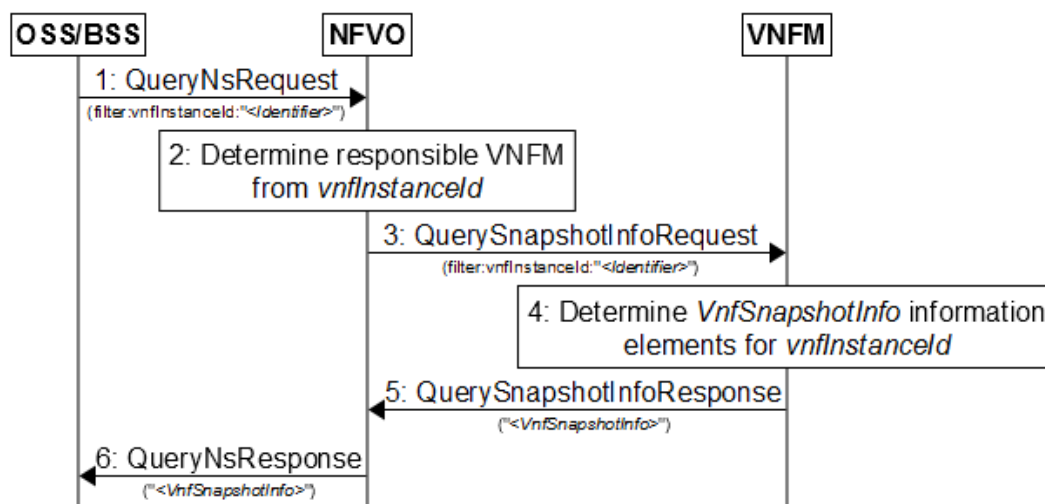 OSS/BSS NFVO VNFM
1: QueryNsRequest
(filter:vnfInstanceId:"<Identifier>")
2: Determine responsible VNFM
from vnfInstanceId
3: QuerySnapshotInfoRequest
(filter:vnfInstanceId:"<Identifier>")
4: Determine VnfSnapshotInfo information
elements for vnfInstanceId
5: QuerySnapshotInfoResponse
("<VnfSnapshotInfo>")
6: QueryNsResponse
("<VnfSnapshotInfo>")